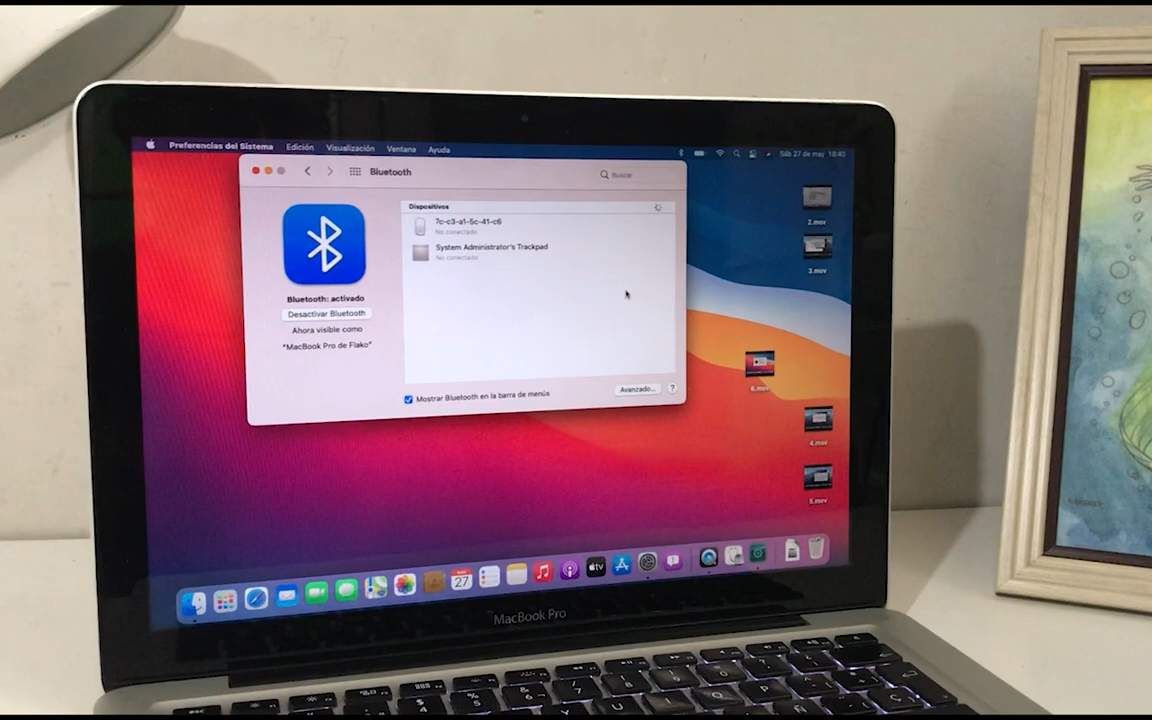 Preferencias del Sistema Edición Visualización Ventana Ayuda
Sáb 27 de may 18:40
Bluetooth
Buscar
Dispositivos
7c-c3-a1-5c-41-c6
No conectado
System Administrator's Trackpad
No conectado
Bluetooth: activado
Desactivar Bluetooth
Ahora visible como
"MacBook Pro de Flako"
Mostrar Bluetooth en la barra de menús
Avanzado...
?
2.mov
3.mov
6.mov
4.mov
5.mov
27
tv
MacBook Pro